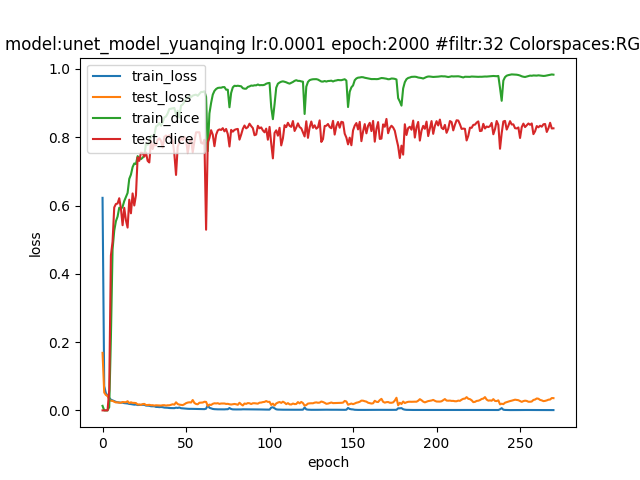 model:unet_model_yuanqing lr:0.0001 epoch:2000 #filtr:32 Colorspaces:RG
train_loss
test_loss
train_dice
test_dice
1.0
0.8
0.6
0.4
0.2
0.0
loss
0
50
100
150
200
250
epoch